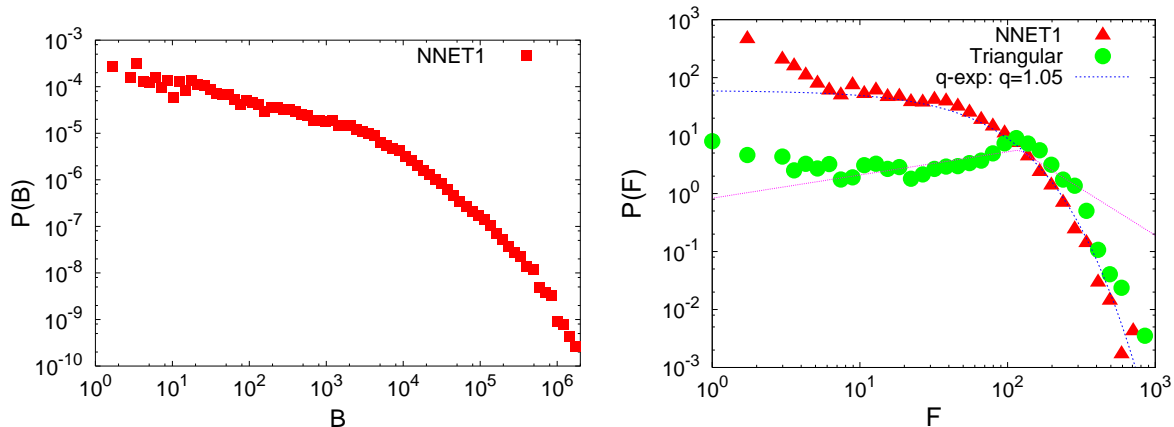 NNET1
P(B)
10^-3
10^-4
10^-5
10^-6
10^-7
10^-8
10^-9
10^-10
10^0 10^1 10^2 10^3 10^4 10^5 10^6
B
NNET1
Triangular
q-exp: q=1.05
P(F)
10^3
10^2
10^1
10^0
10^-1
10^-2
10^-3
10^0 10^1 10^2 10^3
F